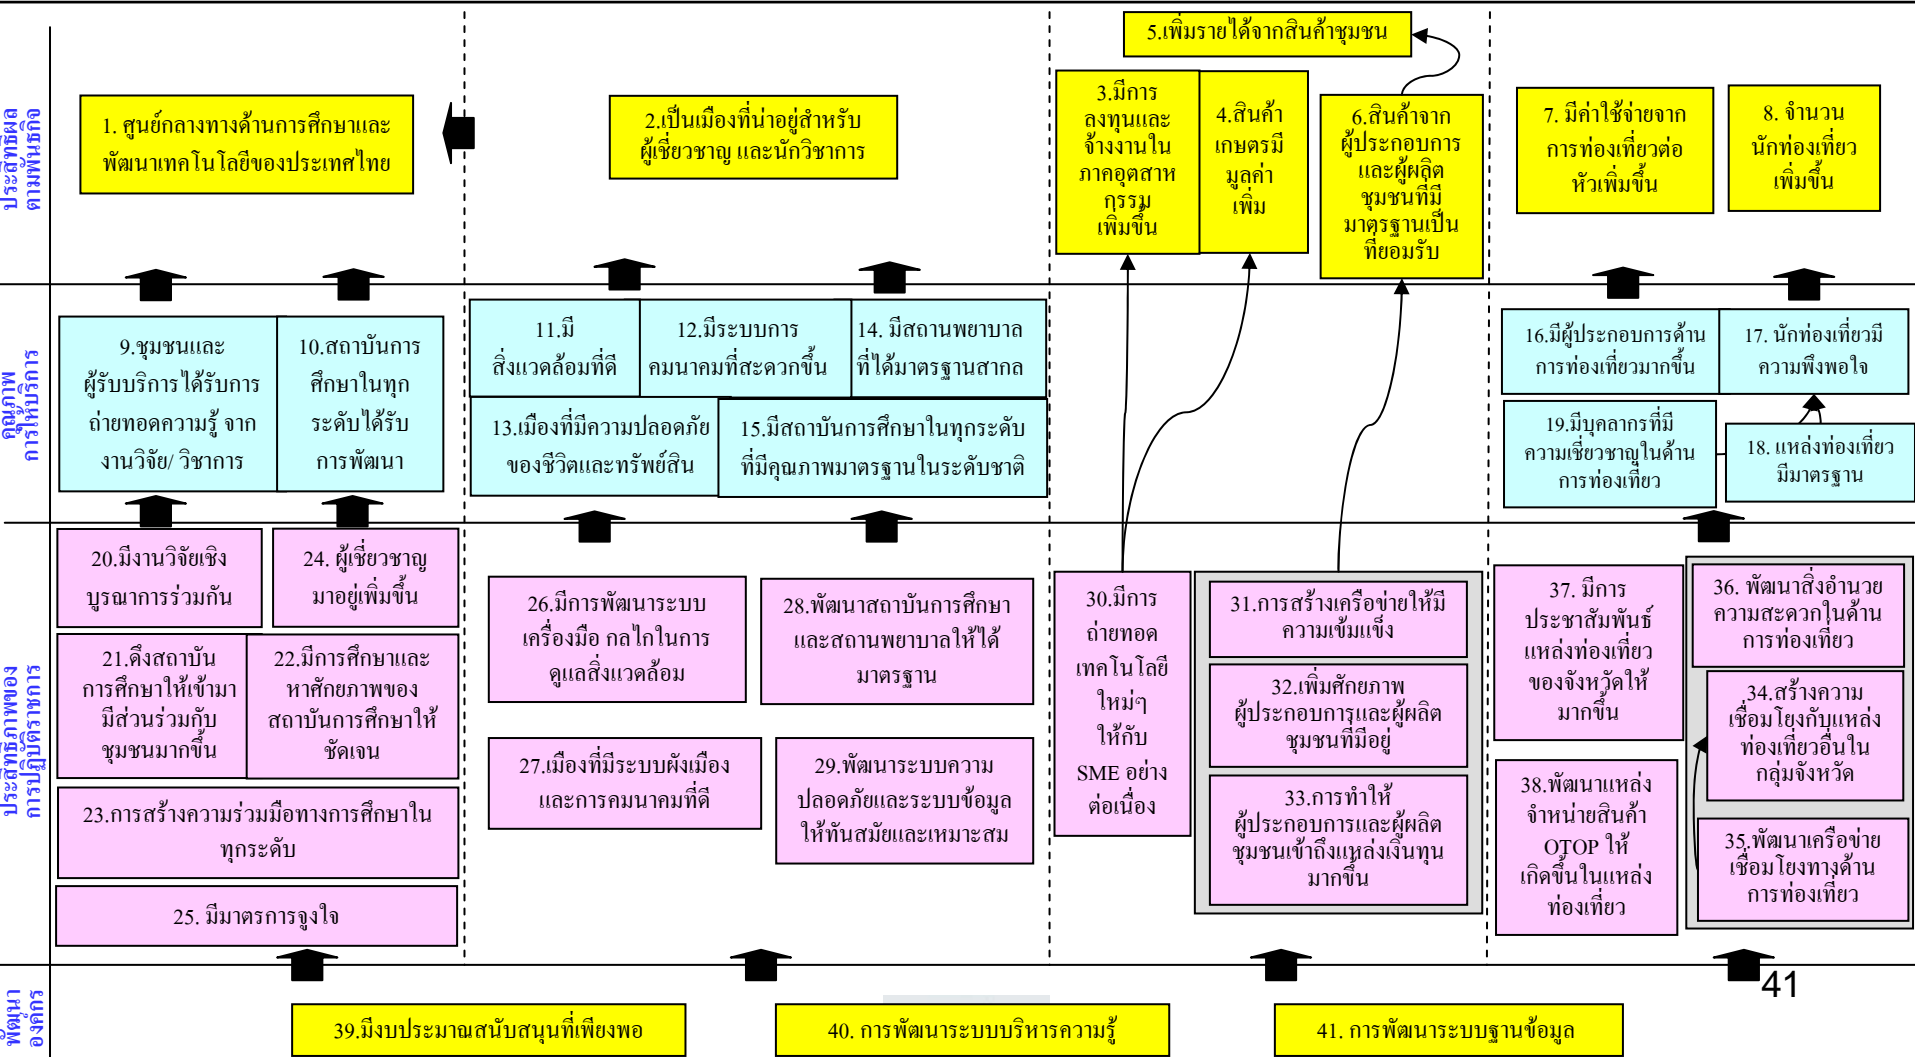 5.เพิ่มรายได้จากสินค้าชุมชน
ประสิทธิผล
ตามพันธกิจ
1. ศูนย์กลางทางด้านการศึกษาและ
พัฒนาเทคโนโลยีของประเทศไทย
2.เป็นเมืองที่น่าอยู่สำหรับ
ผู้เชี่ยวชาญ และนักวิชาการ
3.มีการ
ลงทุนและ
จ้างงานใน
ภาคอุตสาห
กรรม
เพิ่มขึ้น
4.สินค้า
เกษตรมี
มูลค่า
เพิ่ม
6.สินค้าจาก
ผู้ประกอบการ
และผู้ผลิต
ชุมชนที่มี
มาตรฐานเป็น
ที่ยอมรับ
7. มีค่าใช้จ่ายจาก
การท่องเที่ยวต่อ
หัวเพิ่มขึ้น
8. จำนวน
นักท่องเที่ยว
เพิ่มขึ้น
คุณภาพ
การให้บริการ
9.ชุมชนและ
ผู้รับบริการได้รับการ
ถ่ายทอดความรู้ จาก
งานวิจัย/ วิชาการ
10.สถาบันการ
ศึกษาในทุก
ระดับได้รับ
การพัฒนา
11.มี
สิ่งแวดล้อมที่ดี
12.มีระบบการ
คมนาคมที่สะดวกขึ้น
14. มีสถานพยาบาล
ที่ได้มาตรฐานสากล
13.เมืองที่มีความปลอดภัย
ของชีวิตและทรัพย์สิน
15.มีสถาบันการศึกษาในทุกระดับ
ที่มีคุณภาพมาตรฐานในระดับชาติ
16.มีผู้ประกอบการด้าน
การท่องเที่ยวมากขึ้น
17. นักท่องเที่ยวมี
ความพึงพอใจ
19.มีบุคลากรที่มี
ความเชี่ยวชาญในด้าน
การท่องเที่ยว
18. แหล่งท่องเที่ยว
มีมาตรฐาน
ประสิทธิภาพของ
การปฏิบัติราชการ
20.มีงานวิจัยเชิง
บูรณาการร่วมกัน
24. ผู้เชี่ยวชาญ
มาอยู่เพิ่มขึ้น
21.ดึงสถาบัน
การศึกษาให้เข้ามา
มีส่วนร่วมกับ
ชุมชนมากขึ้น
22.มีการศึกษาและ
หาศักยภาพของ
สถาบันการศึกษาให้
ชัดเจน
23.การสร้างความร่วมมือทางการศึกษาใน
ทุกระดับ
25. มีมาตรการจูงใจ
26.มีการพัฒนาระบบ
เครื่องมือ กลไกในการ
ดูแลสิ่งแวดล้อม
28.พัฒนาสถาบันการศึกษา
และสถานพยาบาลให้ได้
มาตรฐาน
27.เมืองที่มีระบบผังเมือง
และการคมนาคมที่ดี
29.พัฒนาระบบความ
ปลอดภัยและระบบข้อมูล
ให้ทันสมัยและเหมาะสม
30.มีการ
ถ่ายทอด
เทคโนโลยี
ใหม่ๆ
ให้กับ
SME อย่าง
ต่อเนื่อง
31.การสร้างเครือข่ายให้มี
ความเข้มแข็ง
32.เพิ่มศักยภาพ
ผู้ประกอบการและผู้ผลิต
ชุมชนที่มีอยู่
33.การทำให้
ผู้ประกอบการและผู้ผลิต
ชุมชนเข้าถึงแหล่งเงินทุน
มากขึ้น
37. มีการ
ประชาสัมพันธ์
แหล่งท่องเที่ยว
ของจังหวัดให้
มากขึ้น
36. พัฒนาสิ่งอำนวย
ความสะดวกในด้าน
การท่องเที่ยว
34.สร้างความ
เชื่อมโยงกับแหล่ง
ท่องเที่ยวอื่นใน
กลุ่มจังหวัด
38.พัฒนาแหล่ง
จำหน่ายสินค้า
OTOP ให้
เกิดขึ้นในแหล่ง
ท่องเที่ยว
35.พัฒนาเครือข่าย
เชื่อมโยงทางด้าน
การท่องเที่ยว
41
พัฒนา
องค์กร
39.มีงบประมาณสนับสนุนที่เพียงพอ
40. การพัฒนาระบบบริหารความรู้
41. การพัฒนาระบบฐานข้อมูล